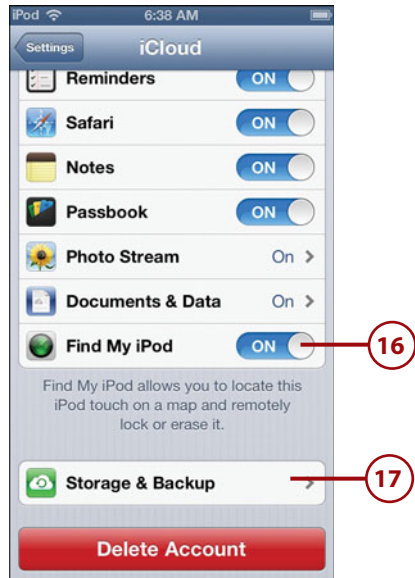 iPod 6:38 AM
Settings iCloud
Reminders ON
Safari ON
Notes ON
Passbook ON
Photo Stream On
Documents & Data On
Find My iPod ON 16
Find My iPod allows you to locate this
iPod touch on a map and remotely
lock or erase it.
Storage & Backup 17
Delete Account